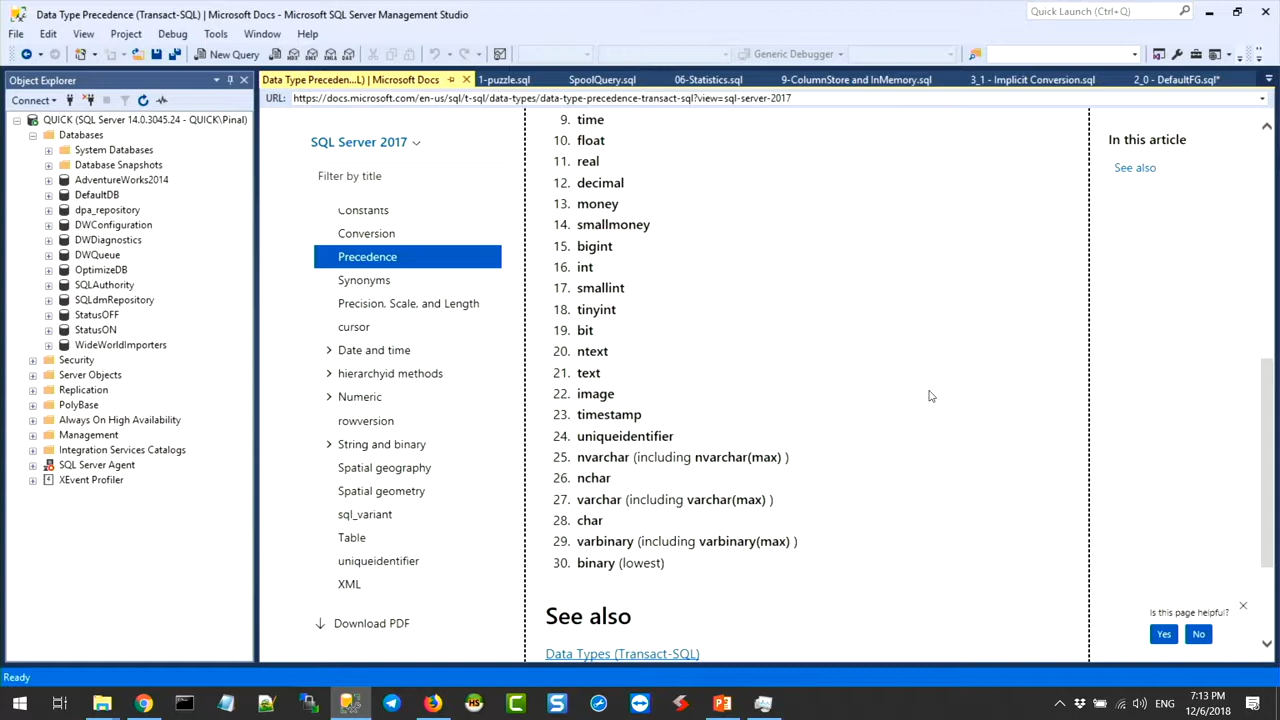 Data Type Precedence (Transact-SQL) | Microsoft Docs - Microsoft SQL Server Management Studio
Quick Launch (Ctrl+Q)
File Edit View Project Debug Tools Window Help
New Query
Generic Debugger
Object Explorer
Data Type Preceden...L) | Microsoft Docs
1-puzzle.sql
SpoolQuery.sql
06-Statistics.sql
9-ColumnStore and InMemory.sql
3_1 - Implicit Conversion.sql
2_0 - DefaultFG.sql*
Connect
URL: https://docs.microsoft.com/en-us/sql/t-sql/data-types/data-type-precedence-transact-sql?view=sql-server-2017
QUICK (SQL Server 14.0.3045.24 - QUICK\Pinal)
Databases
System Databases
Database Snapshots
AdventureWorks2014
DefaultDB
dpa_repository
DWConfiguration
DWDiagnostics
DWQueue
OptimizeDB
SQLAuthority
SQLdmRepository
StatusOFF
StatusON
WideWorldImporters
Security
Server Objects
Replication
PolyBase
Always On High Availability
Management
Integration Services Catalogs
SQL Server Agent
XEvent Profiler
SQL Server 2017
Filter by title
Constants
Conversion
Precedence
Synonyms
Precision, Scale, and Length
cursor
Date and time
hierarchyid methods
Numeric
rowversion
String and binary
Spatial geography
Spatial geometry
sql_variant
Table
uniqueidentifier
XML
Download PDF
9. time
10. float
11. real
12. decimal
13. money
14. smallmoney
15. bigint
16. int
17. smallint
18. tinyint
19. bit
20. ntext
21. text
22. image
23. timestamp
24. uniqueidentifier
25. nvarchar (including nvarchar(max) )
26. nchar
27. varchar (including varchar(max) )
28. char
29. varbinary (including varbinary(max) )
30. binary (lowest)
See also
Data Types (Transact-SQL)
In this article
See also
Is this page helpful?
Yes No
Ready
ENG
7:13 PM
12/6/2018